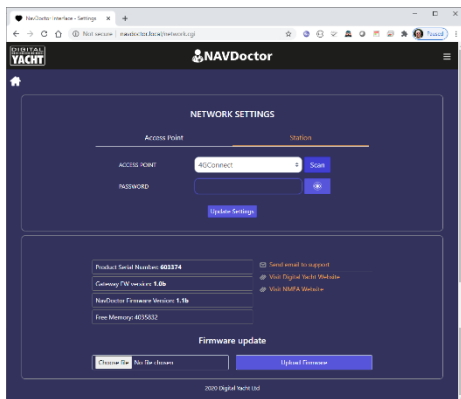 NavDoctor Interface - Settings
Not secure | navdoctor.local/network.cgi
Paused
DIGITAL
YACHT
NAVDoctor
NETWORK SETTINGS
Access Point
Station
ACCESS POINT
4GConnect
Scan
PASSWORD
Update Settings
Product Serial Number: 603374
Gateway FW version: 1.0b
NavDoctor Firmware Version: 1.1b
Free Memory: 4035832
Send email to support
Visit Digital Yacht Website
Visit NMEA Website
Firmware update
Choose file No file chosen
Upload Firmware
2020 Digital Yacht Ltd